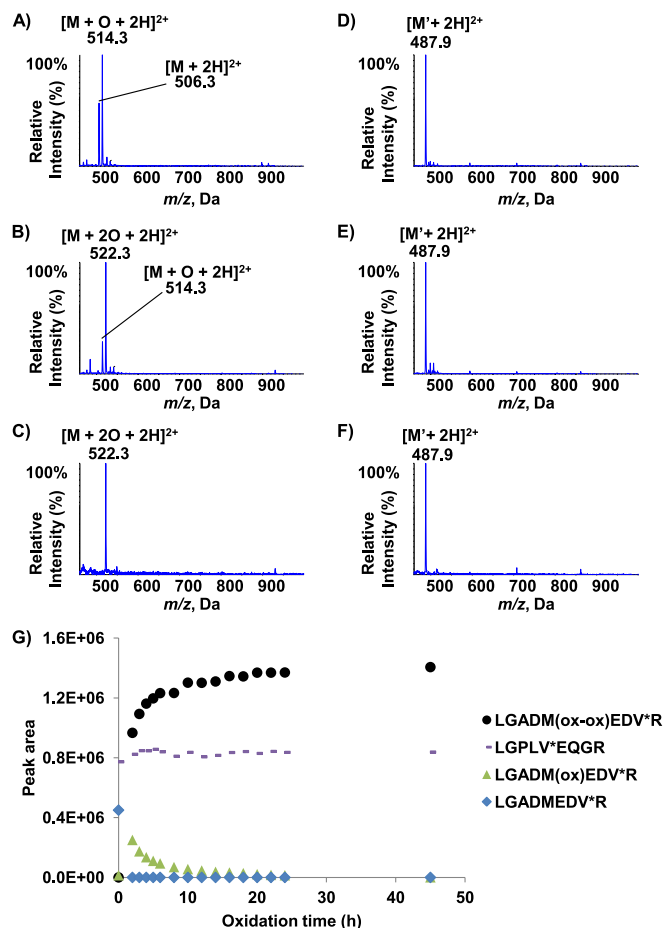 A)
[M + O + 2H]²⁺
514.3
[M + 2H]²⁺
506.3
100%
Relative
Intensity (%)
500 600 700 800 900
m/z, Da
B)
[M + 2O + 2H]²⁺
522.3
[M + O + 2H]²⁺
514.3
100%
Relative
Intensity (%)
500 600 700 800 900
m/z, Da
C)
[M + 2O + 2H]²⁺
522.3
100%
Relative
Intensity (%)
500 600 700 800 900
m/z, Da
D)
[M'+ 2H]²⁺
487.9
100%
Relative
Intensity (%)
500 600 700 800 900
m/z, Da
E)
[M'+ 2H]²⁺
487.9
100%
Relative
Intensity (%)
500 600 700 800 900
m/z, Da
F)
[M'+ 2H]²⁺
487.9
100%
Relative
Intensity (%)
500 600 700 800 900
m/z, Da
G)
1.6E+06
1.2E+06
0.8E+06
0.4E+06
0.0E+00
Peak area
0 10 20 30 40 50
Oxidation time (h)
LGADM(ox-ox)EDV*R
LGPLV*EQGR
LGADM(ox)EDV*R
LGADMEDV*R